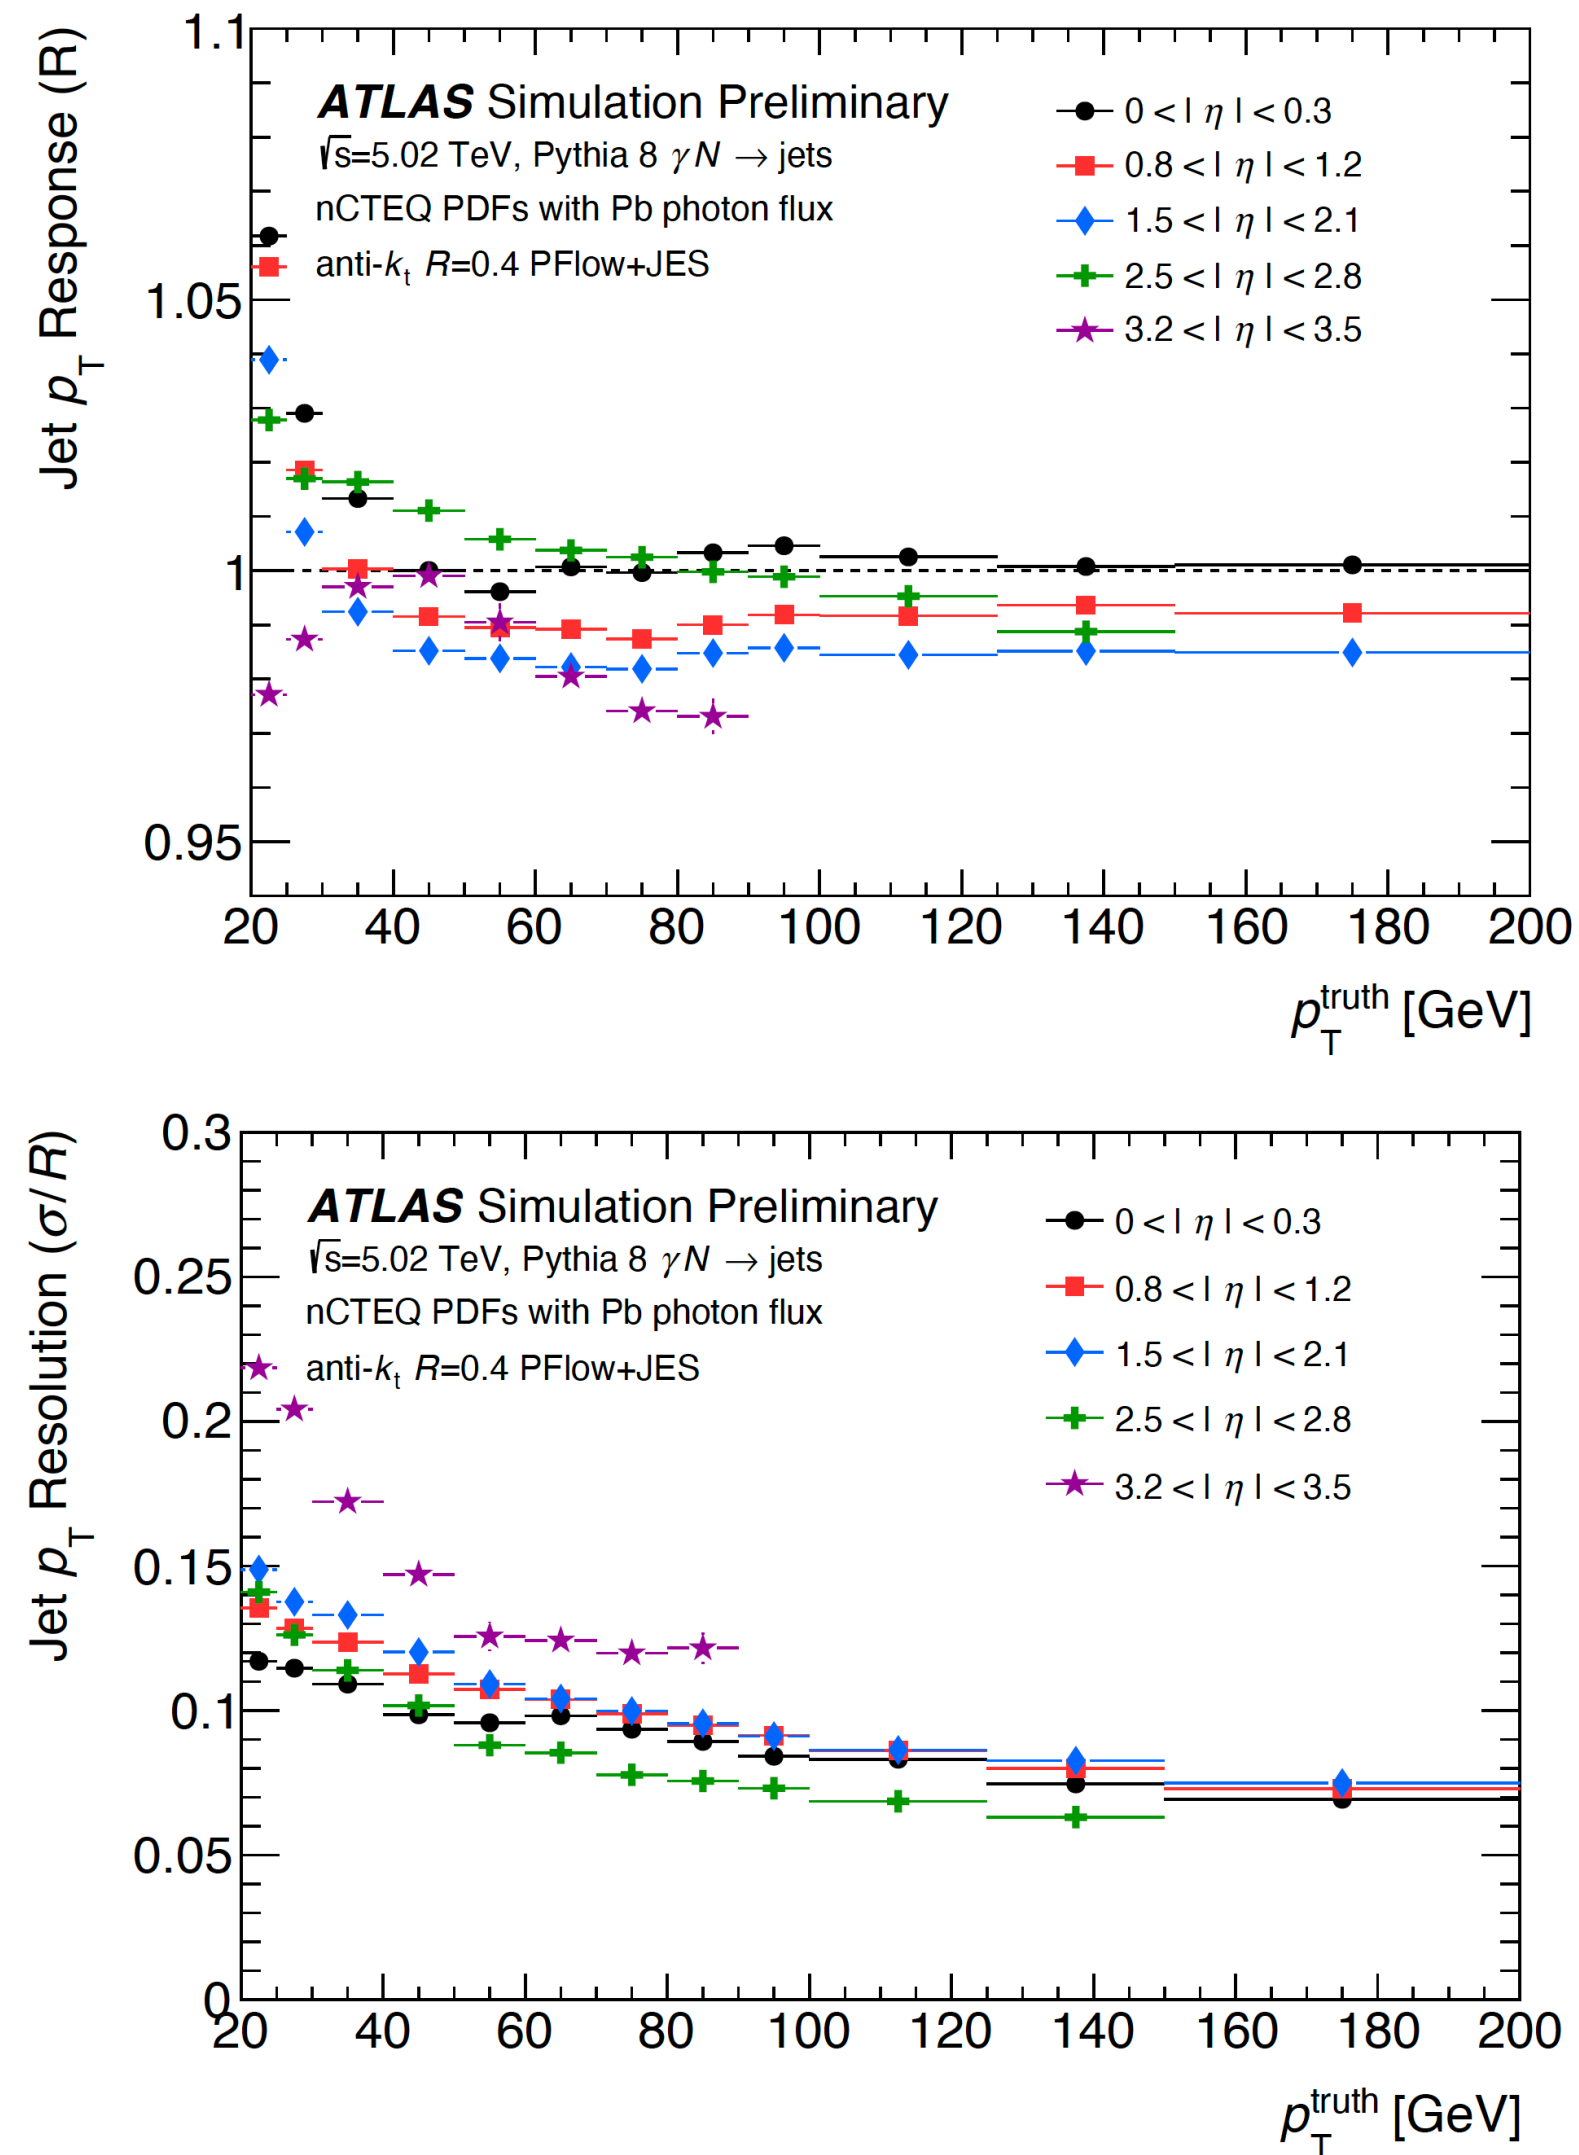 Jet pT Response (R)
1.1
1.05
1
0.95
ATLAS Simulation Preliminary
√s=5.02 TeV, Pythia 8 γN → jets
nCTEQ PDFs with Pb photon flux
anti-kt R=0.4 PFlow+JES
0 < | η | < 0.3
0.8 < | η | < 1.2
1.5 < | η | < 2.1
2.5 < | η | < 2.8
3.2 < | η | < 3.5
20 40 60 80 100 120 140 160 180 200
pT^truth [GeV]
Jet pT Resolution (σ/R)
0.3
0.25
0.2
0.15
0.1
0.05
0
ATLAS Simulation Preliminary
√s=5.02 TeV, Pythia 8 γN → jets
nCTEQ PDFs with Pb photon flux
anti-kt R=0.4 PFlow+JES
0 < | η | < 0.3
0.8 < | η | < 1.2
1.5 < | η | < 2.1
2.5 < | η | < 2.8
3.2 < | η | < 3.5
20 40 60 80 100 120 140 160 180 200
pT^truth [GeV]